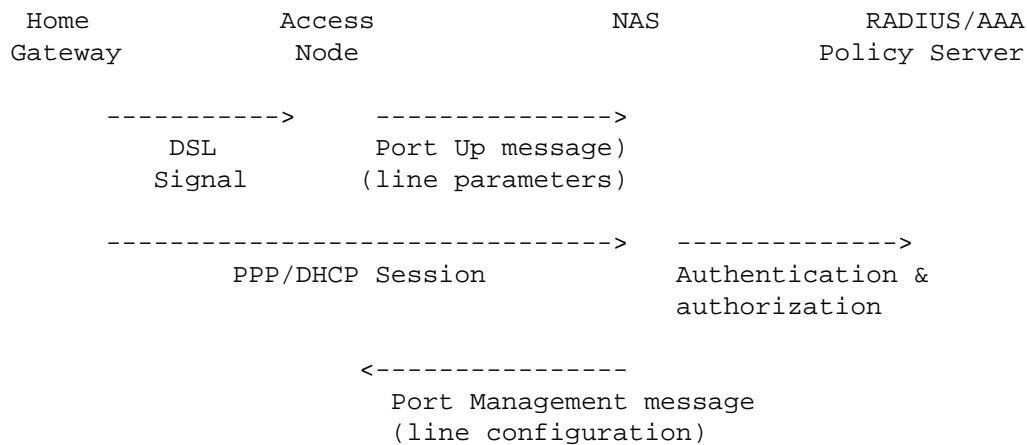 Home Access NAS RADIUS/AAA
Gateway Node Policy Server
-----------> --------------->
DSL Port Up message)
Signal (line parameters)
--------------------------------> -------------->
PPP/DHCP Session Authentication &
authorization
<----------------
Port Management message
(line configuration)